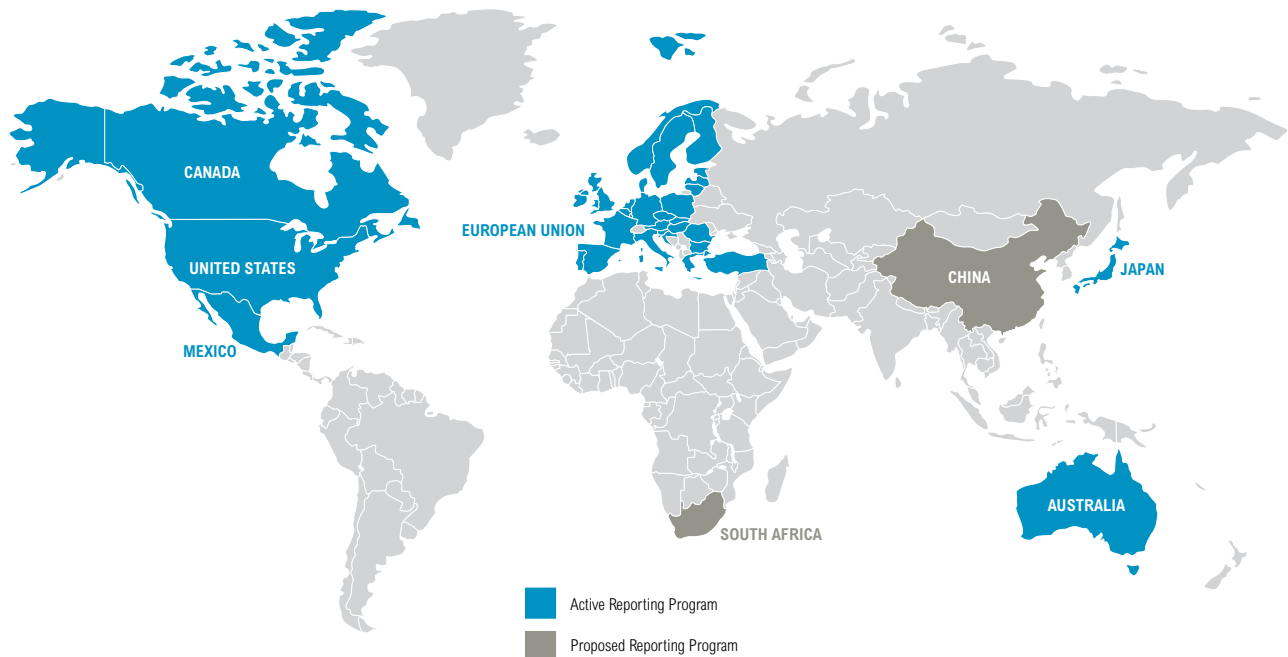 CANADA
EUROPEAN UNION
UNITED STATES
JAPAN
CHINA
MEXICO
AUSTRALIA
SOUTH AFRICA
Active Reporting Program
Proposed Reporting Program